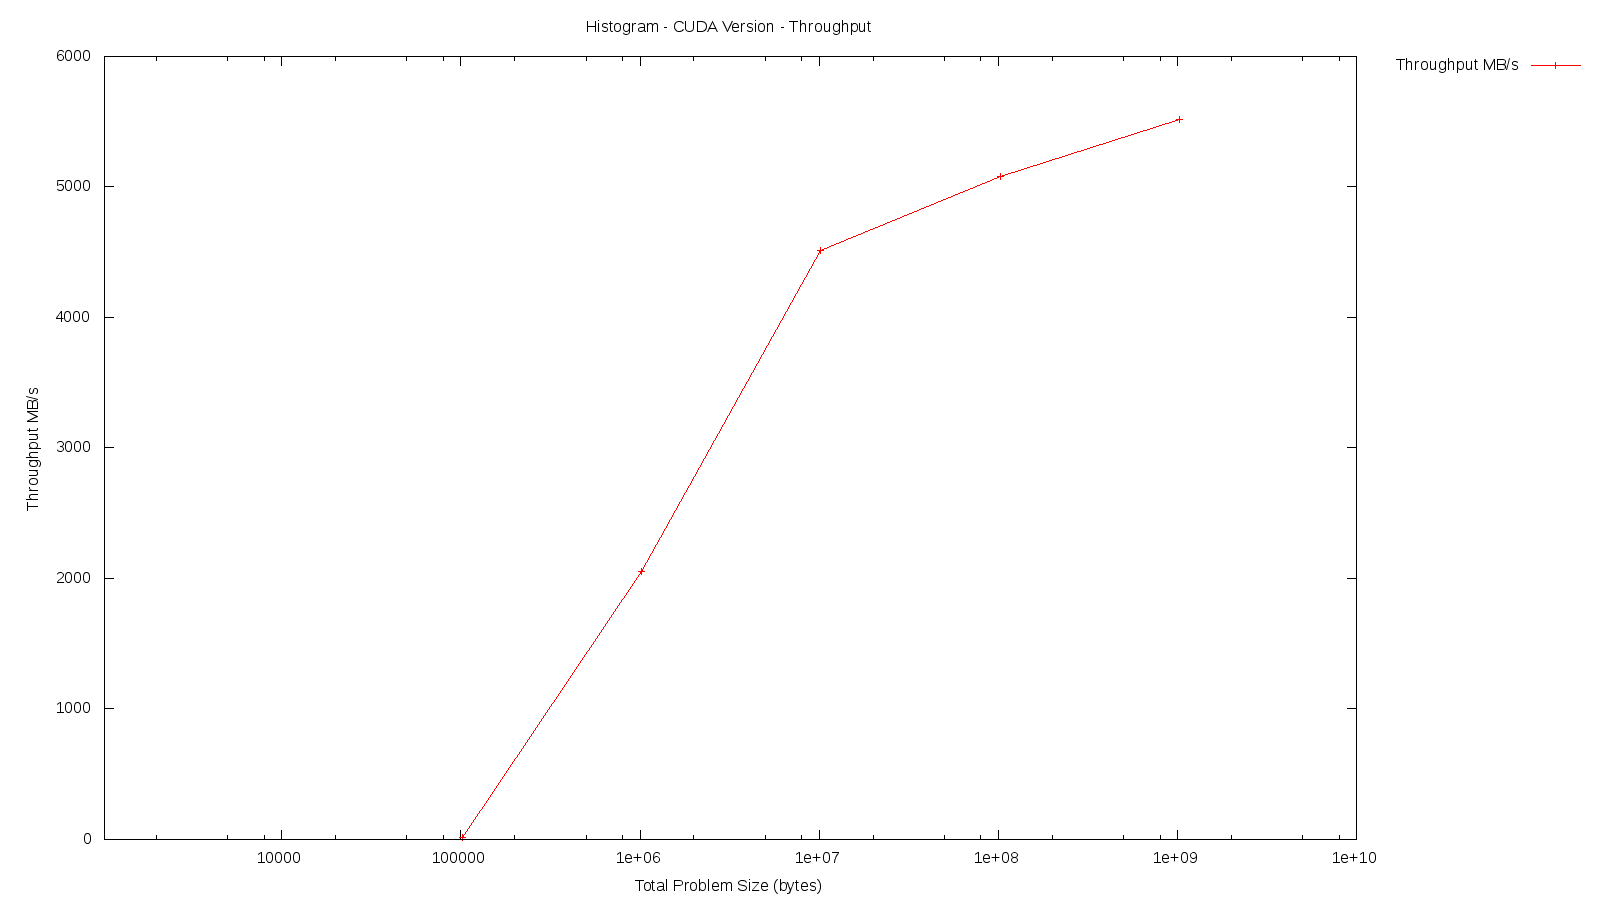 Histogram - CUDA Version - Throughput
Throughput MB/s
6000
5000
4000
3000
2000
1000
0
Throughput MB/s
10000
100000
1e+06
1e+07
1e+08
1e+09
1e+10
Total Problem Size (bytes)